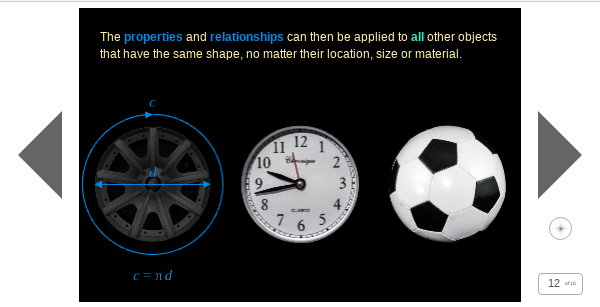 The properties and relationships can then be applied to all other objects
that have the same shape, no matter their location, size or material.
c
d
11 12 1
10 2
9 3
8 4
7 6 5
QUARTZ
c = π d
12 of 16